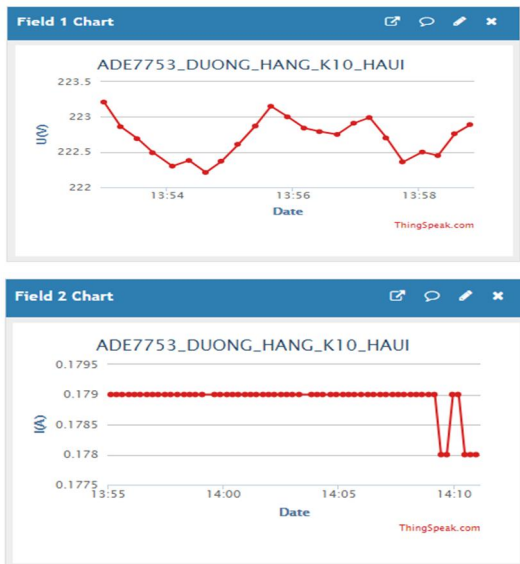 Field 1 Chart
ADE7753_DUONG_HANG_K10_HAUI
223.5
223
222.5
222
U(V)
13:54 13:56 13:58
Date
ThingSpeak.com
Field 2 Chart
ADE7753_DUONG_HANG_K10_HAUI
0.1795
0.179
0.1785
0.178
0.1775
I(A)
13:55 14:00 14:05 14:10
Date
ThingSpeak.com